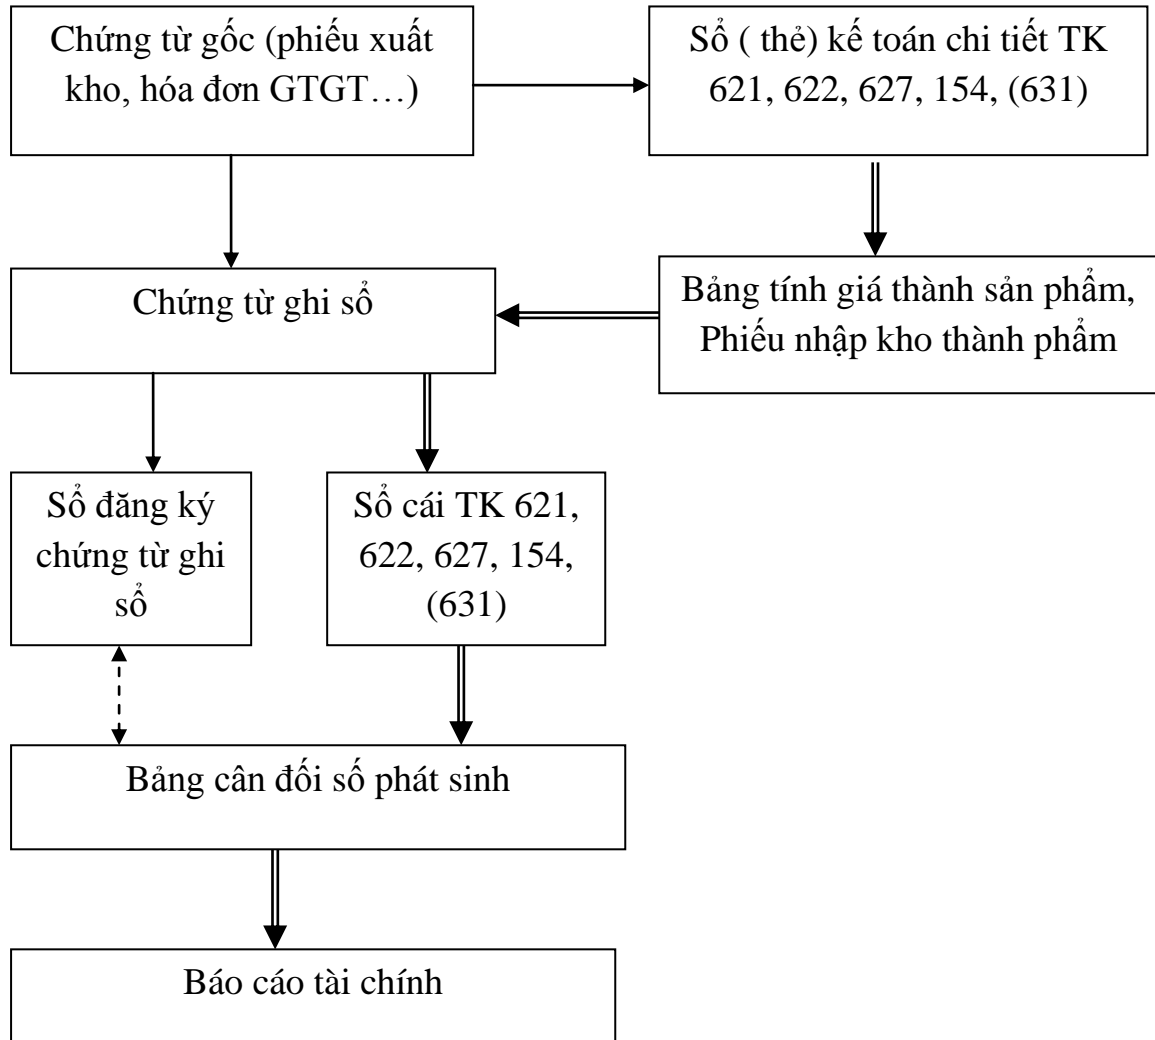 Chứng từ gốc (phiếu xuất
kho, hóa đơn GTGT…)
Sổ ( thẻ) kế toán chi tiết TK
621, 622, 627, 154, (631)
Chứng từ ghi sổ
Bảng tính giá thành sản phẩm,
Phiếu nhập kho thành phẩm
Sổ đăng ký
chứng từ ghi
sổ
Sổ cái TK 621,
622, 627, 154,
(631)
Bảng cân đối số phát sinh
Báo cáo tài chính